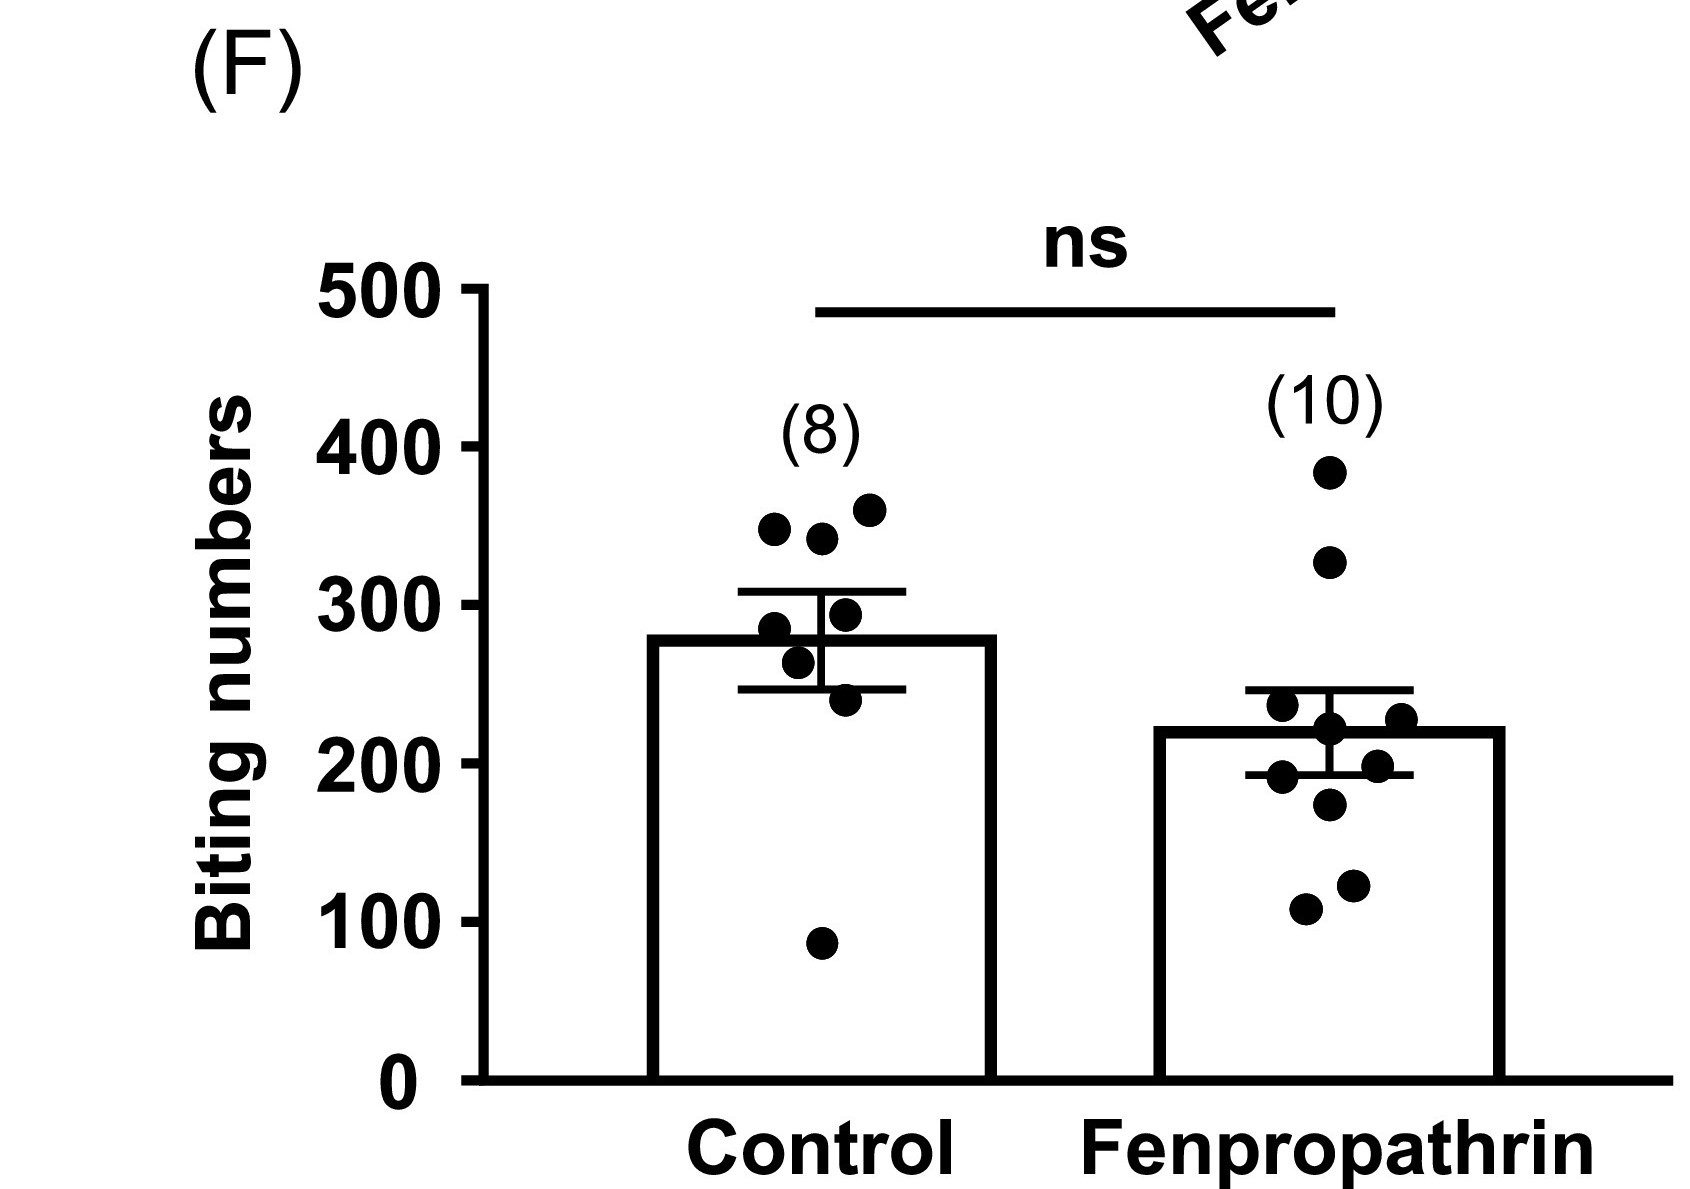 (F)
ns
500
400
300
200
100
0
Biting numbers
(8)
(10)
Control
Fenpropathrin